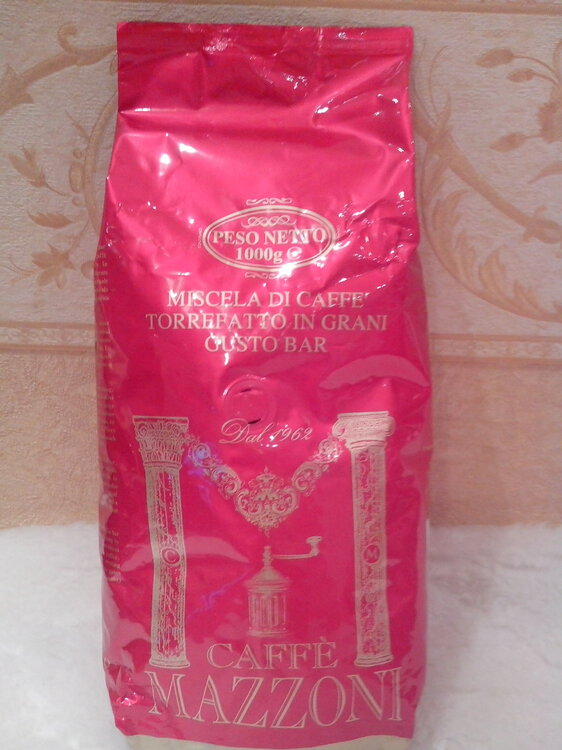 PESO NETTO
1000g e
MISCELA DI CAFFE'
TORREFATTO IN GRANI
GUSTO BAR
Dal 1962
C M
CAFFÈ
MAZZONI